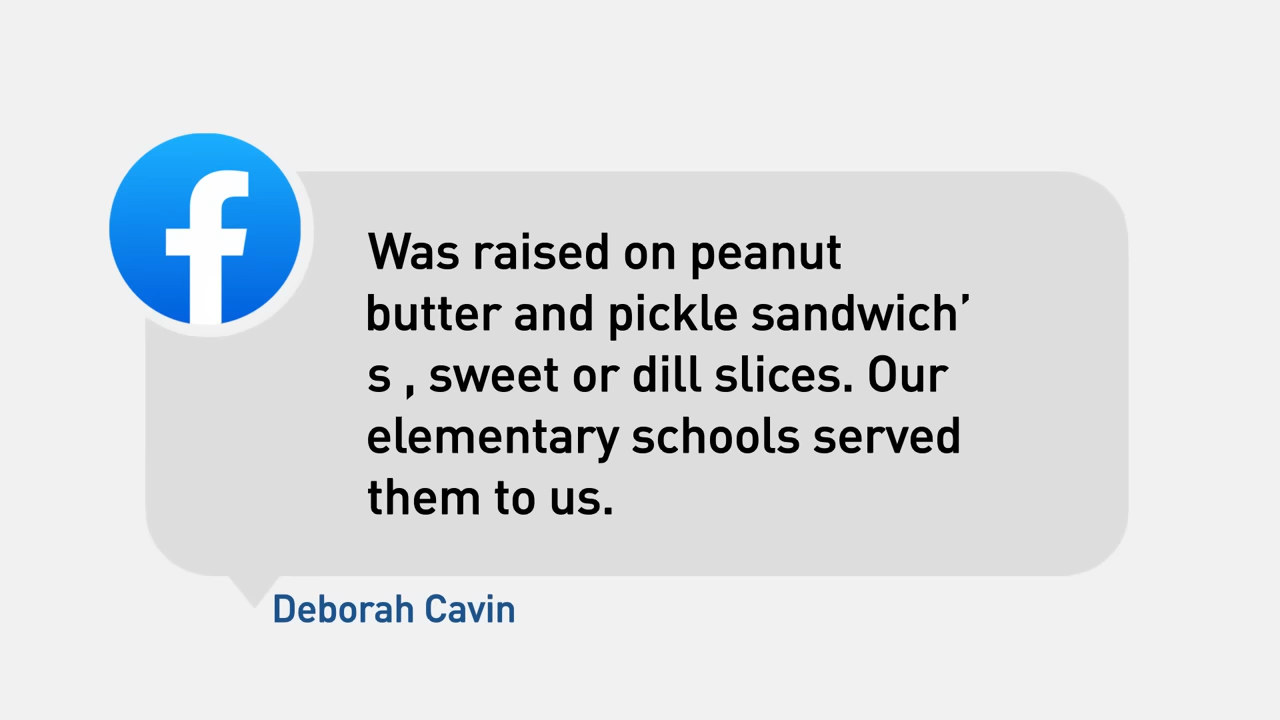 Was raised on peanut
butter and pickle sandwich’
s , sweet or dill slices. Our
elementary schools served
them to us.
Deborah Cavin